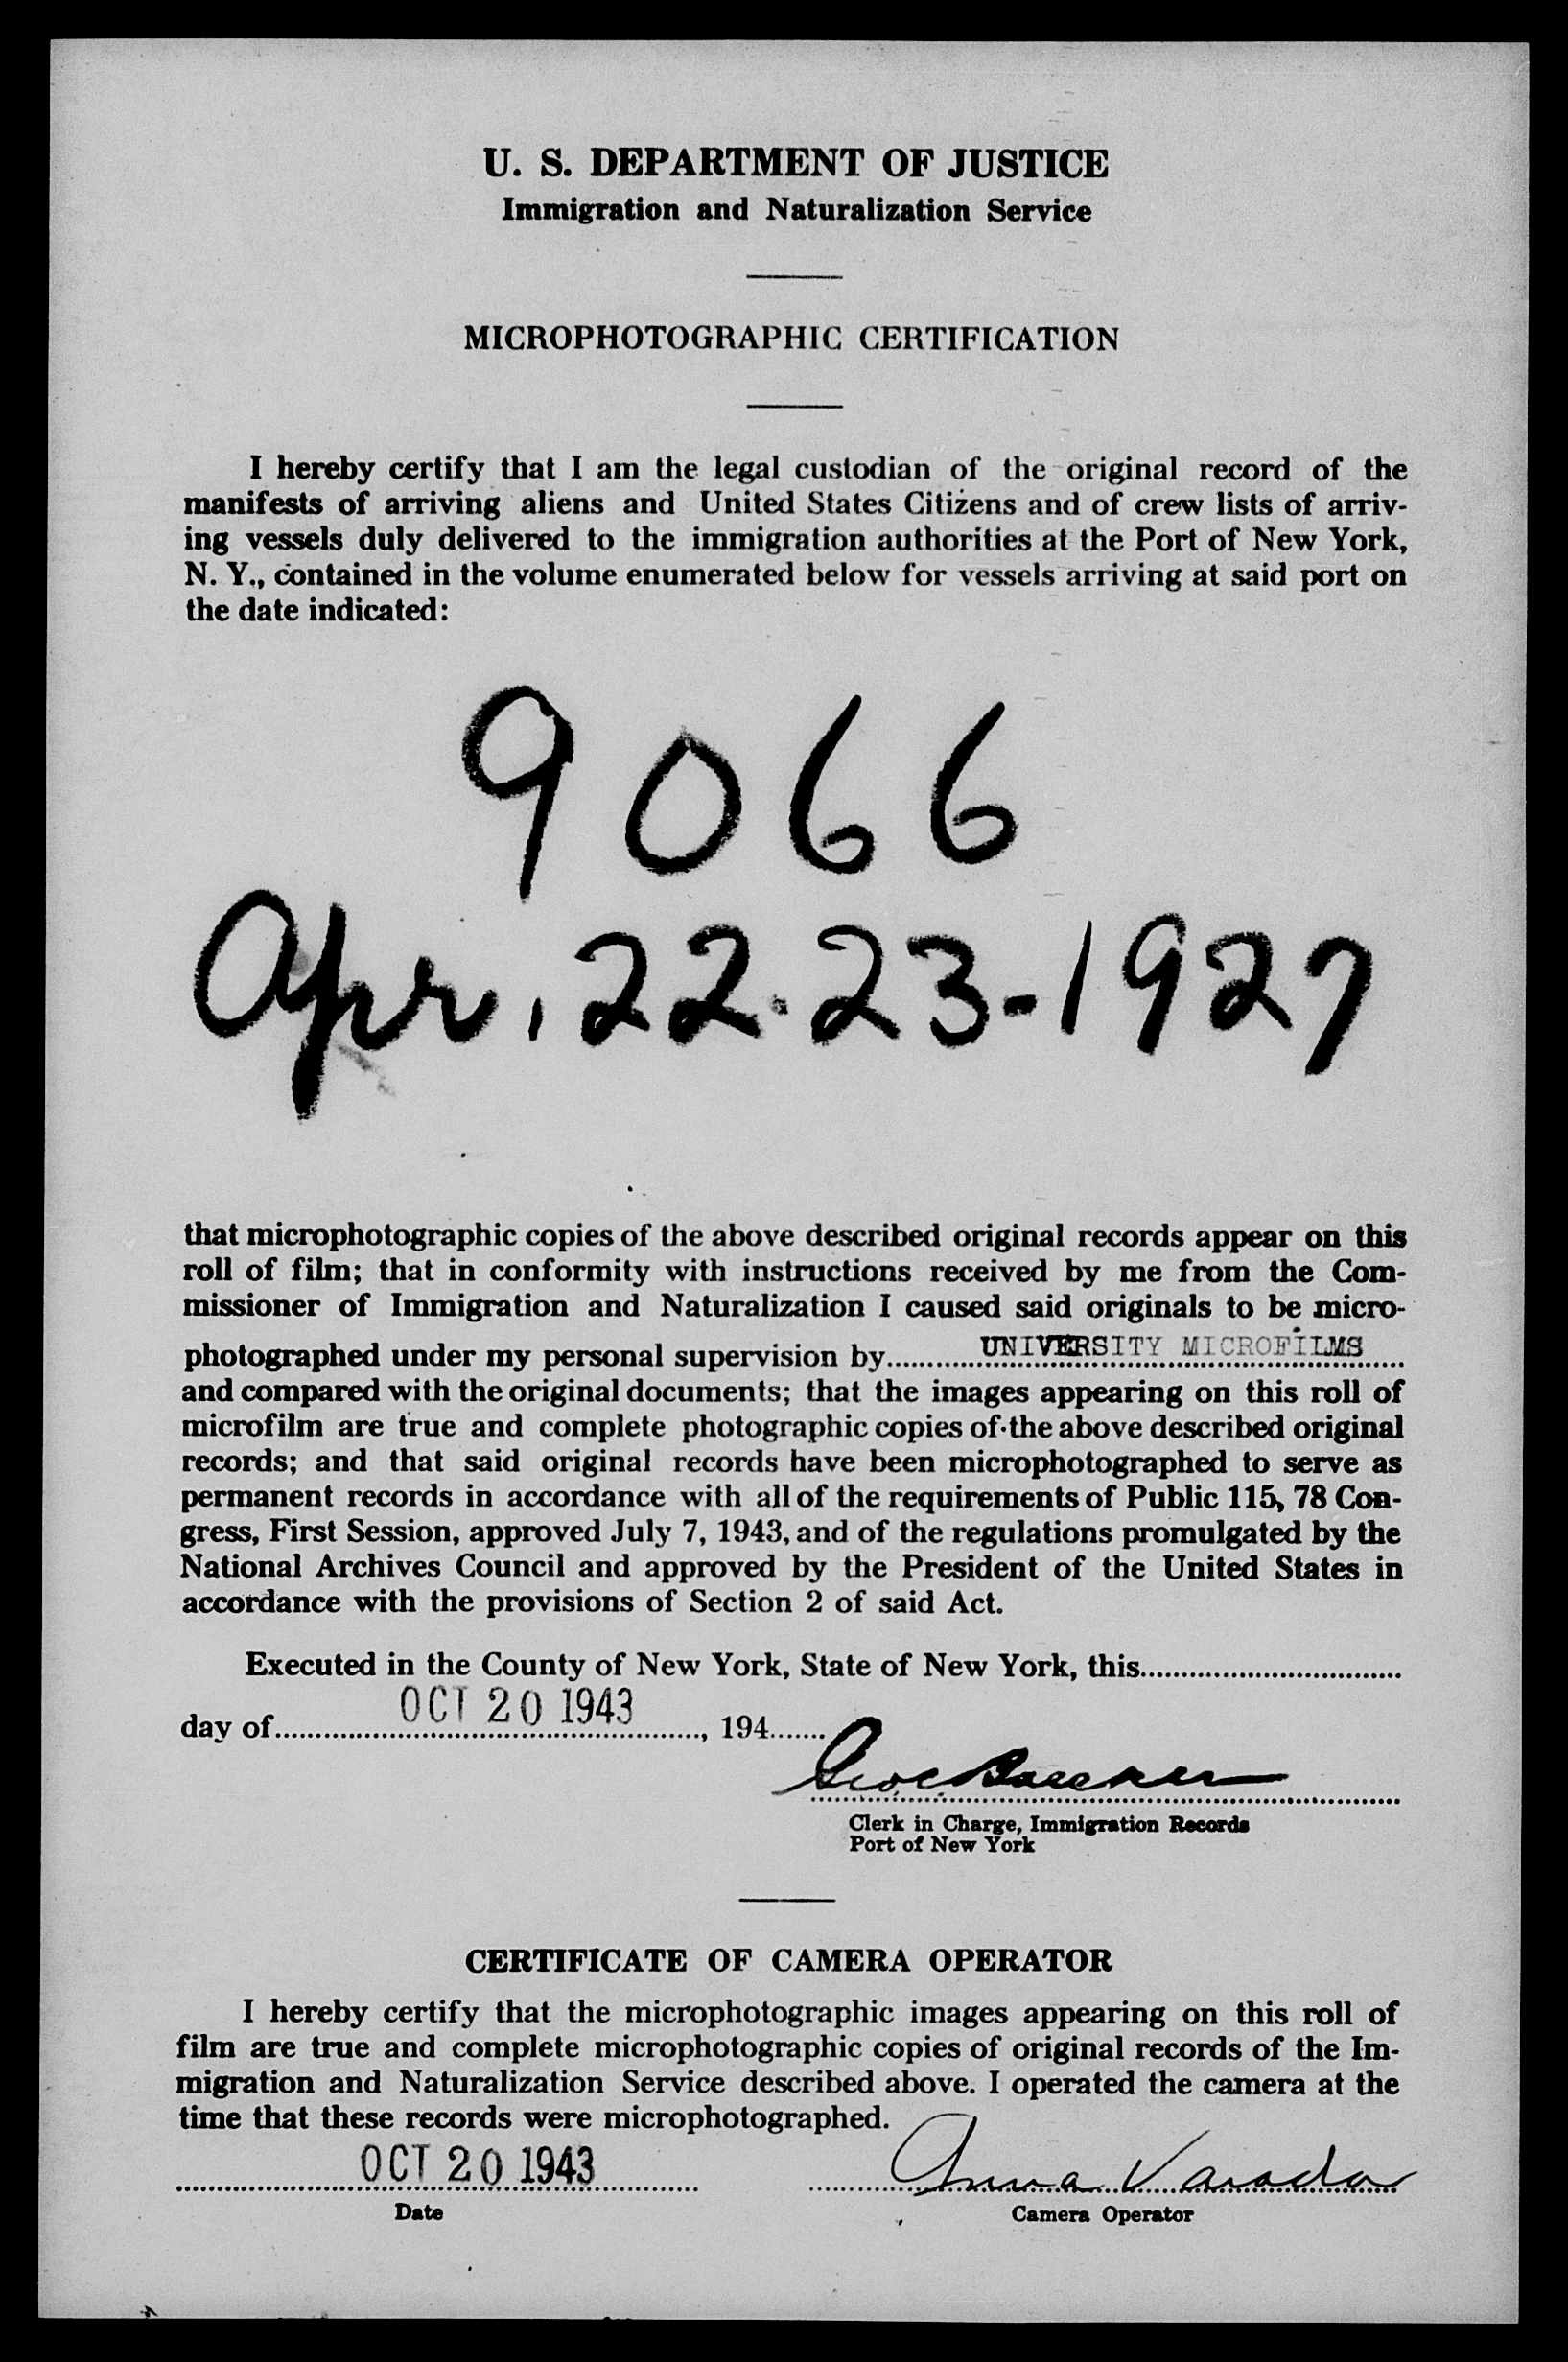 U. S. DEPARTMENT OF JUSTICE
Immigration and Naturalization Service
MICROPHOTOGRAPHIC CERTIFICATION
I hereby certify that I am the legal custodian of the original record of the
manifests of arriving aliens and United States Citizens and of crew lists of arriv-
ing vessels duly delivered to the immigration authorities at the Port of New York,
N. Y., contained in the volume enumerated below for vessels arriving at said port on
the date indicated:
9066
Apr. 22-23-1927
that microphotographic copies of the above described original records appear on this
roll of film; that in conformity with instructions received by me from the Com-
missioner of Immigration and Naturalization I caused said originals to be micro-
photographed under my personal supervision by UNIVERSITY MICROFILMS
and compared with the original documents; that the images appearing on this roll of
microfilm are true and complete photographic copies of the above described original
records; and that said original records have been microphotographed to serve as
permanent records in accordance with all of the requirements of Public 115, 78 Con-
gress, First Session, approved July 7, 1943, and of the regulations promulgated by the
National Archives Council and approved by the President of the United States in
accordance with the provisions of Section 2 of said Act.
Executed in the County of New York, State of New York, this
day of OCT 20 1943, 194
Clerk in Charge, Immigration Records
Port of New York
CERTIFICATE OF CAMERA OPERATOR
I hereby certify that the microphotographic images appearing on this roll of
film are true and complete microphotographic copies of original records of the Im-
migration and Naturalization Service described above. I operated the camera at the
time that these records were microphotographed.
OCT 20 1943 Anna
Date Camera Operator